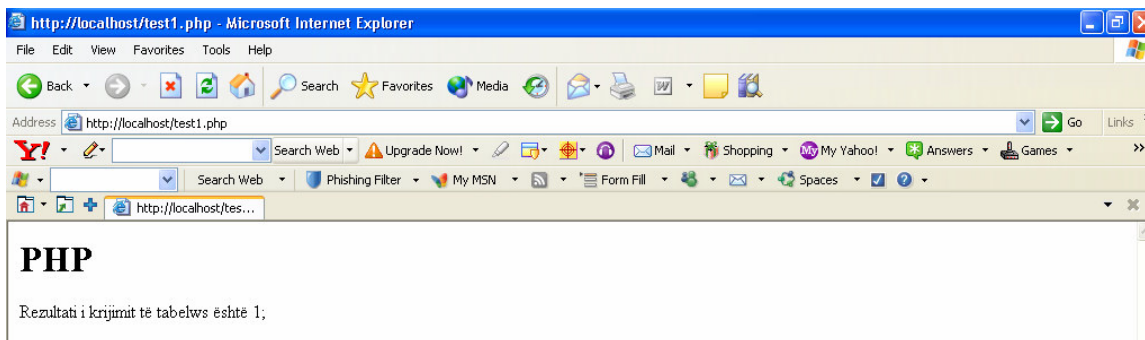 http://localhost/test1.php - Microsoft Internet Explorer
File Edit View Favorites Tools Help
Back Search Favorites Media
Address http://localhost/test1.php Go Links
Y! Search Web Upgrade Now! Mail Shopping My My Yahoo! Answers Games »
Search Web Phishing Filter My MSN Form Fill Spaces
http://localhost/tes...
PHP
Rezultati i krijimit të tabelws është 1;